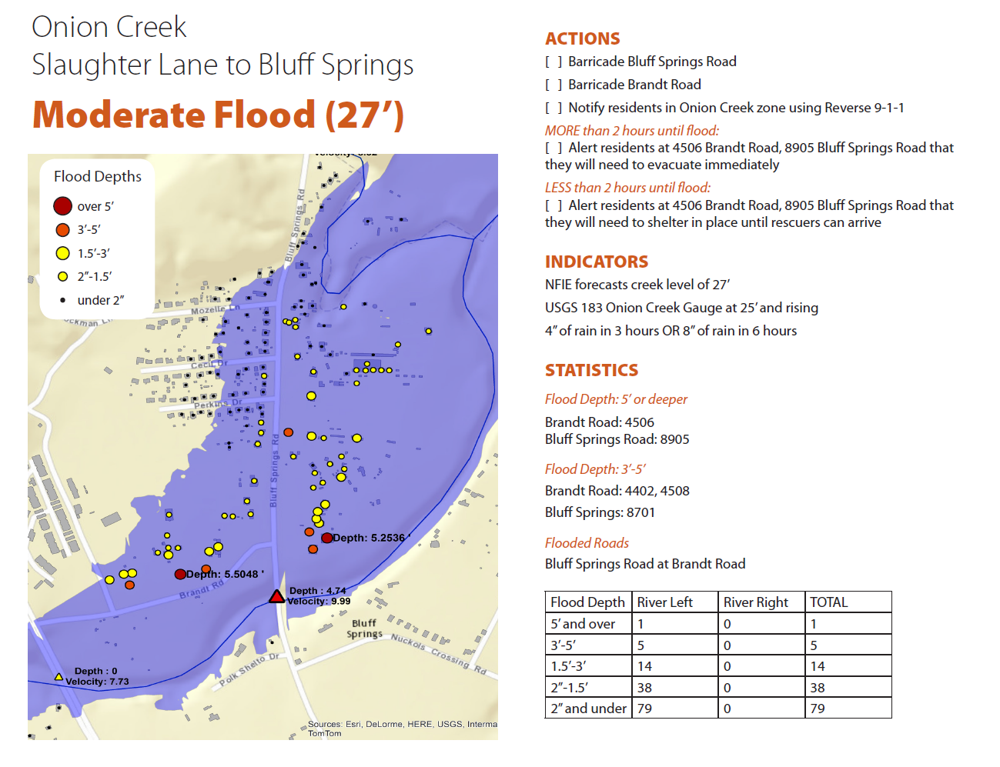 Onion Creek
Slaughter Lane to Bluff Springs
Moderate Flood (27’)
Flood Depths
over 5’
3’-5’
1.5’-3’
2”-1.5’
under 2”
Bluff Springs Rd
Mozelle Ln
Cecil Dr
Perkins Dr
Bluff Springs Rd
Depth: 5.2536 '
Depth: 5.5048 '
Brandt Rd
Depth : 4.74
Velocity: 9.99
Bluff
Springs
Nuckols Crossing Rd
Polk Shelto Dr
Depth : 0
Velocity: 7.73
Sources: Esri, DeLorme, HERE, USGS, Interma
TomTom
ACTIONS
[ ] Barricade Bluff Springs Road
[ ] Barricade Brandt Road
[ ] Notify residents in Onion Creek zone using Reverse 9-1-1
MORE than 2 hours until flood:
[ ] Alert residents at 4506 Brandt Road, 8905 Bluff Springs Road that
they will need to evacuate immediately
LESS than 2 hours until flood:
[ ] Alert residents at 4506 Brandt Road, 8905 Bluff Springs Road that
they will need to shelter in place until rescuers can arrive
INDICATORS
NFIE forecasts creek level of 27’
USGS 183 Onion Creek Gauge at 25’ and rising
4” of rain in 3 hours OR 8” of rain in 6 hours
STATISTICS
Flood Depth: 5’ or deeper
Brandt Road: 4506
Bluff Springs Road: 8905
Flood Depth: 3’-5’
Brandt Road: 4402, 4508
Bluff Springs: 8701
Flooded Roads
Bluff Springs Road at Brandt Road
Flood Depth River Left River Right TOTAL
5’ and over 1 0 1
3’-5’ 5 0 5
1.5’-3’ 14 0 14
2”-1.5’ 38 0 38
2” and under 79 0 79